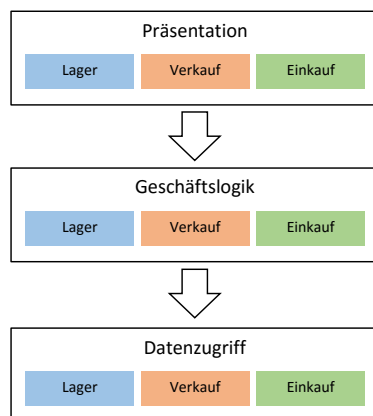 Präsentation
Lager Verkauf Einkauf
Geschäftslogik
Lager Verkauf Einkauf
Datenzugriff
Lager Verkauf Einkauf